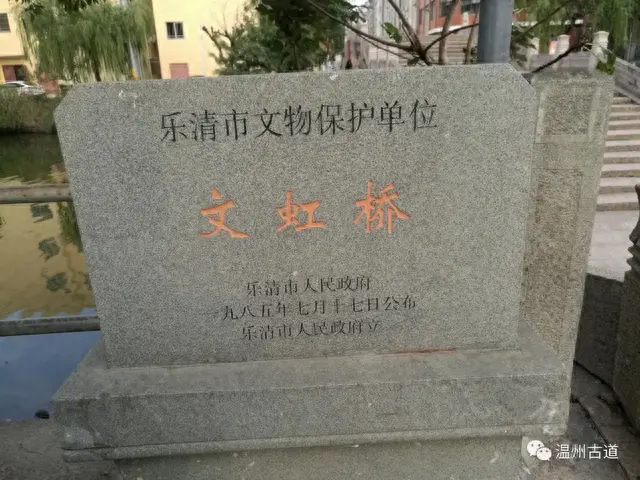 乐清市文物保护单位
文虹桥
乐清市人民政府
一九八五年七月十七日公布
乐清市人民政府立
温州古道